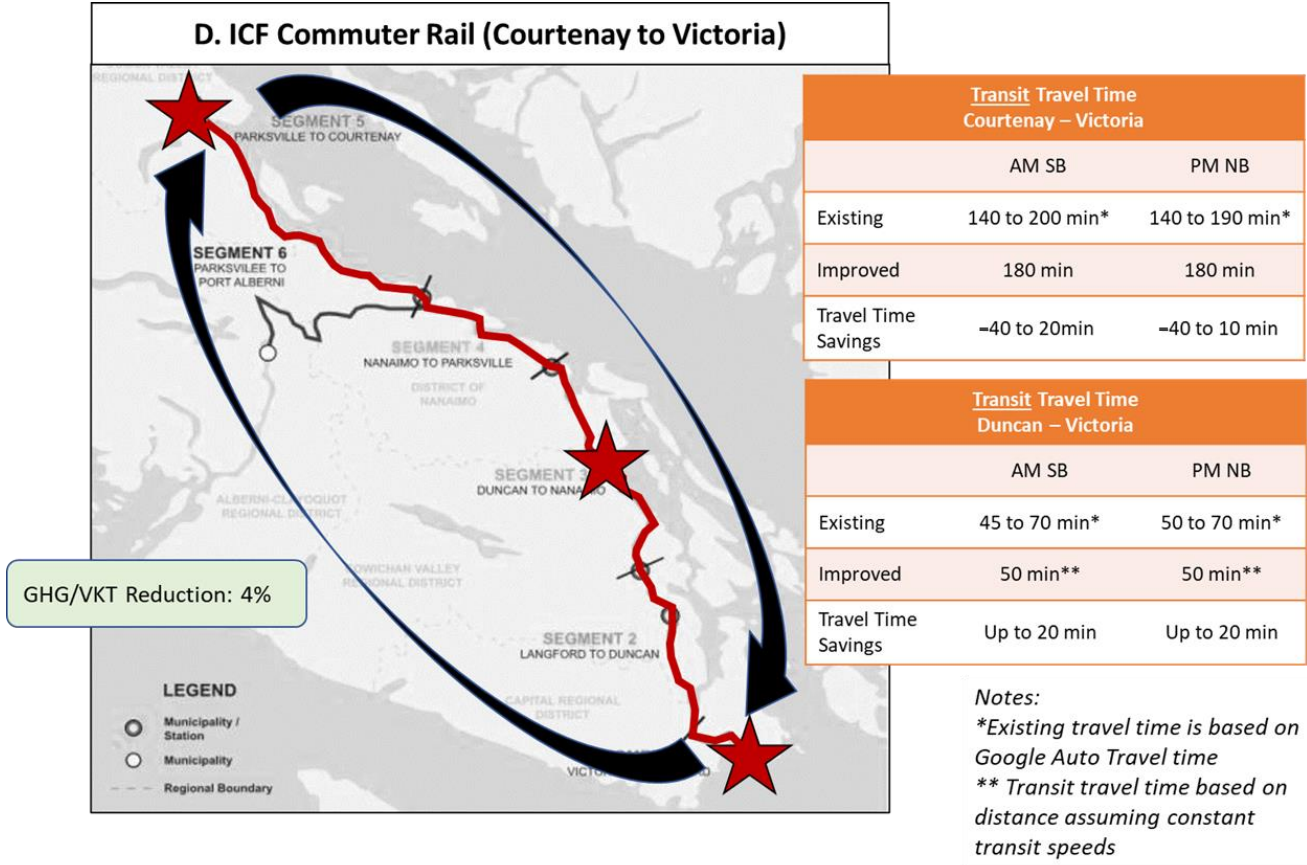 D. ICF Commuter Rail (Courtenay to Victoria)
REGIONAL DISTRICT
SEGMENT 5
PARKSVILLE TO COURTENAY
SEGMENT 6
PARKSVILEE TO
PORT ALBERNI
SEGMENT 4
NANAIMO TO PARKSVILLE
DISTRICT OF
NANAIMO
SEGMENT 3
DUNCAN TO NANAIMO
ALBERNI-CLAYOQUOT
REGIONAL DISTRICT
COWICHAN VALLEY
REGIONAL DISTRICT
SEGMENT 2
LANGFORD TO DUNCAN
CAPITAL REGIONAL
DISTRICT
GHG/VKT Reduction: 4%
LEGEND
Municipality /
Station
Municipality
Regional Boundary
Transit Travel Time
Courtenay – Victoria
AM SB PM NB
Existing 140 to 200 min* 140 to 190 min*
Improved 180 min 180 min
Travel Time
Savings –40 to 20min –40 to 10 min
Transit Travel Time
Duncan – Victoria
AM SB PM NB
Existing 45 to 70 min* 50 to 70 min*
Improved 50 min** 50 min**
Travel Time
Savings Up to 20 min Up to 20 min
Notes:
*Existing travel time is based on
Google Auto Travel time
** Transit travel time based on
distance assuming constant
transit speeds